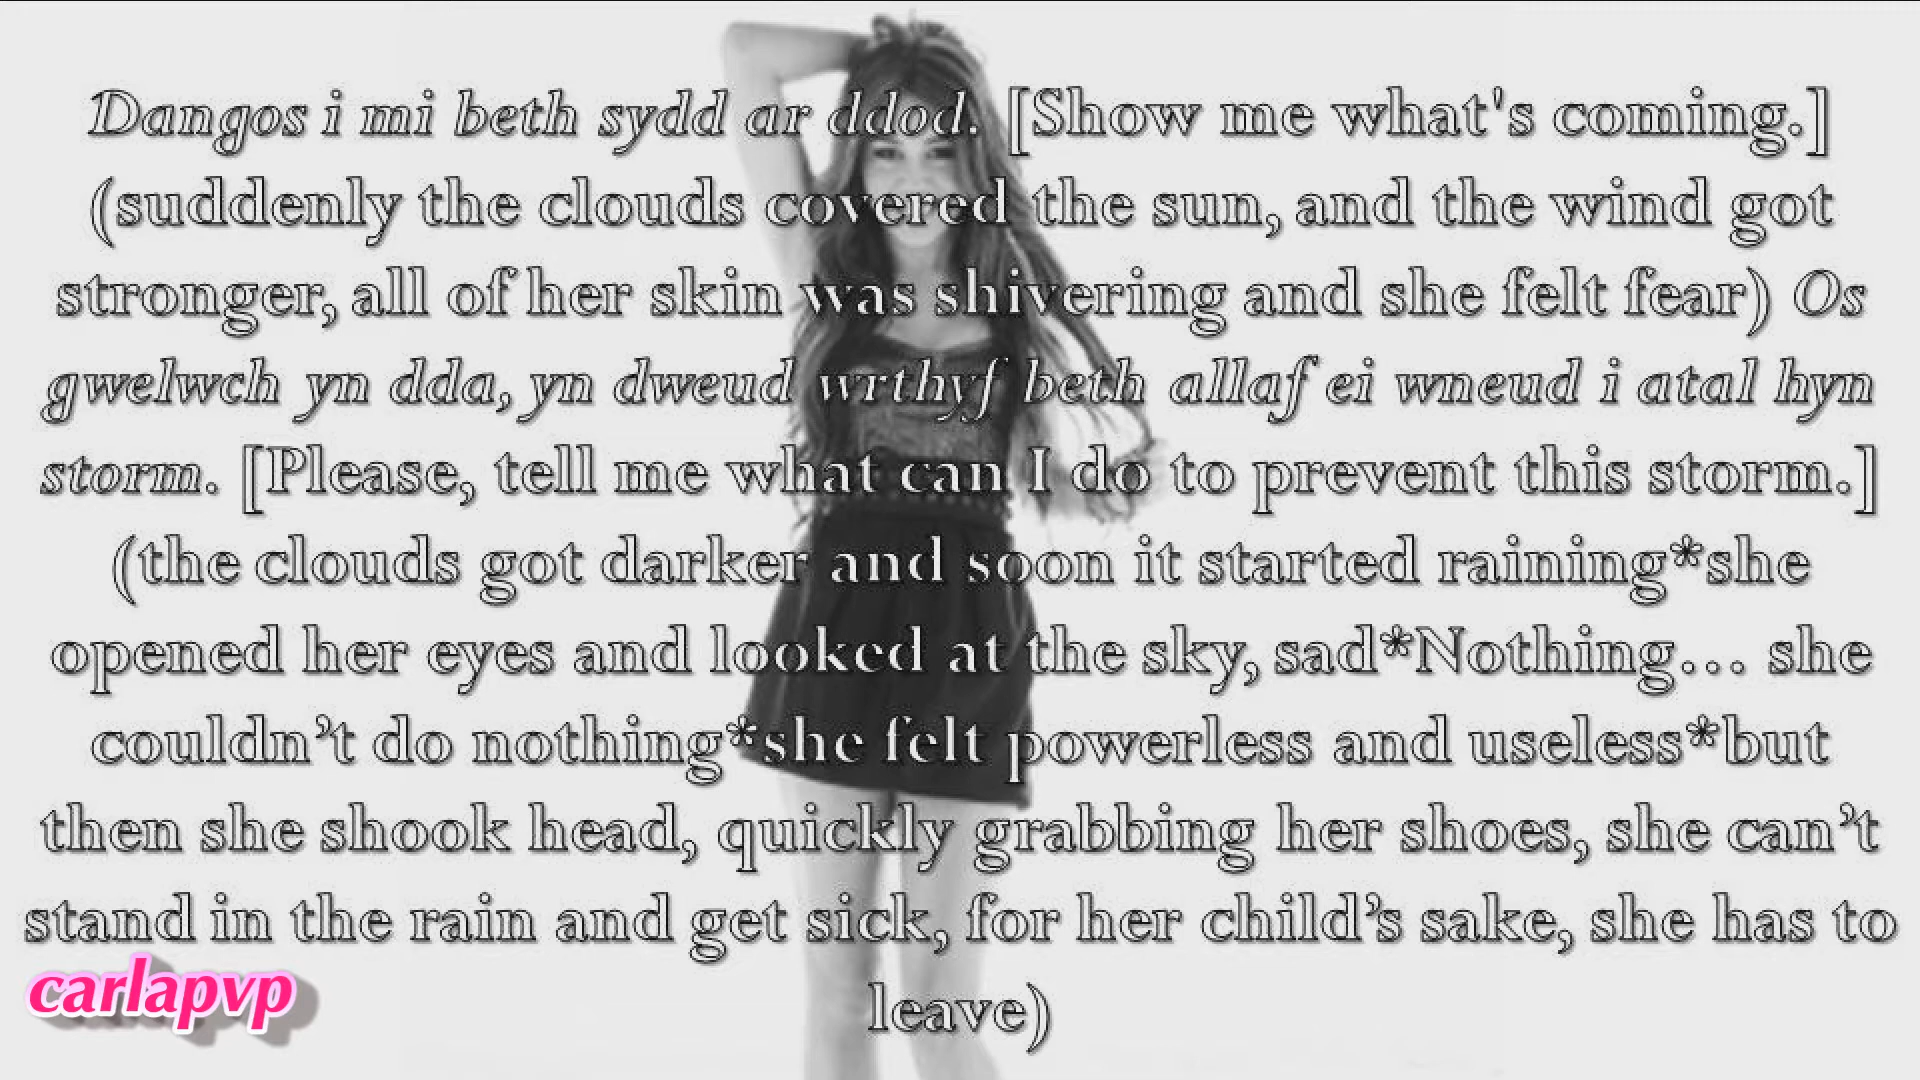 Dangos i mi beth sydd ar ddod. [Show me what's coming.]
(suddenly the clouds covered the sun, and the wind got
stronger, all of her skin was shivering and she felt fear) Os
gwelwch yn dda, yn dweud wrthyf beth allaf ei wneud i atal hyn
storm. [Please, tell me what can I do to prevent this storm.]
(the clouds got darker and soon it started raining*she
opened her eyes and looked at the sky, sad*Nothing… she
couldn’t do nothing*she felt powerless and useless*but
then she shook head, quickly grabbing her shoes, she can’t
stand in the rain and get sick, for her child’s sake, she has to
leave)
carlapvp